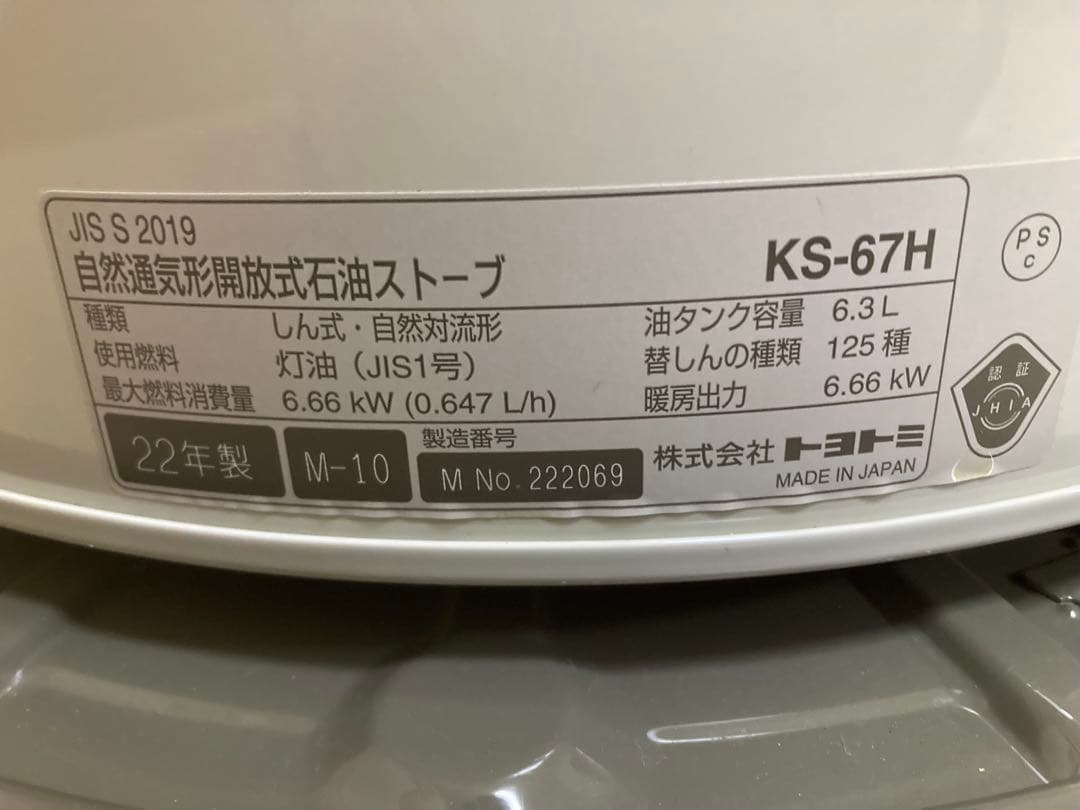 JIS S 2019
自然通気形開放式石油ストーブ
KS-67H
種類 しん式・自然対流形
使用燃料 灯油（JIS1号）
最大燃料消費量 6.66 kW (0.647 L/h)
油タンク容量 6.3 L
替しんの種類 125 種
暖房出力 6.66 kW
22年製
M-10
製造番号
M No. 222069
株式会社 トヨトミ
MADE IN JAPAN
PS
C
認証
JHIA